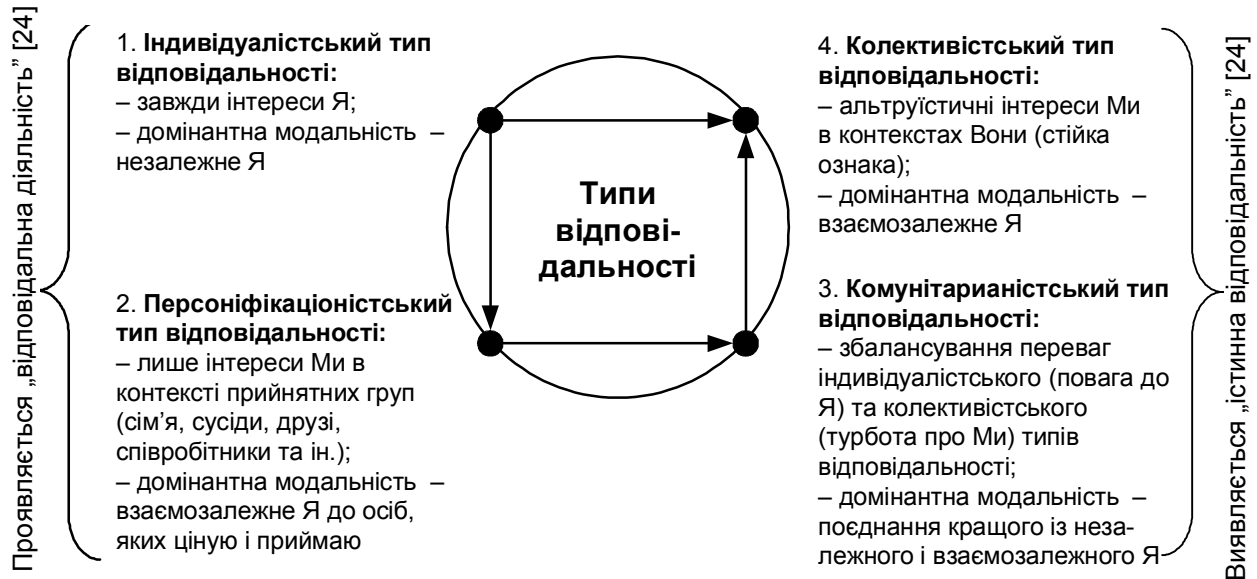 Проявляється „відповідальна діяльність” [24]
1. Індивідуалістський тип
відповідальності:
– завжди інтереси Я;
– домінантна модальність –
незалежне Я
2. Персоніфікаціоністський
тип відповідальності:
– лише інтереси Ми в
контексті прийнятних груп
(сім’я, сусіди, друзі,
співробітники та ін.);
– домінантна модальність –
взаємозалежне Я до осіб,
яких ціную і приймаю
Типи
відпові-
дальності
4. Колективістський тип
відповідальності:
– альтруїстичні інтереси Ми
в контекстах Вони (стійка
ознака);
– домінантна модальність –
взаємозалежне Я
3. Комунітарианістський тип
відповідальності:
– збалансування переваг
індивідуалістського (повага до
Я) та колективістського
(турбота про Ми) типів
відповідальності;
– домінантна модальність –
поєднання кращого із неза-
лежного і взаємозалежного Я
Виявляється „істинна відповідальність” [24]